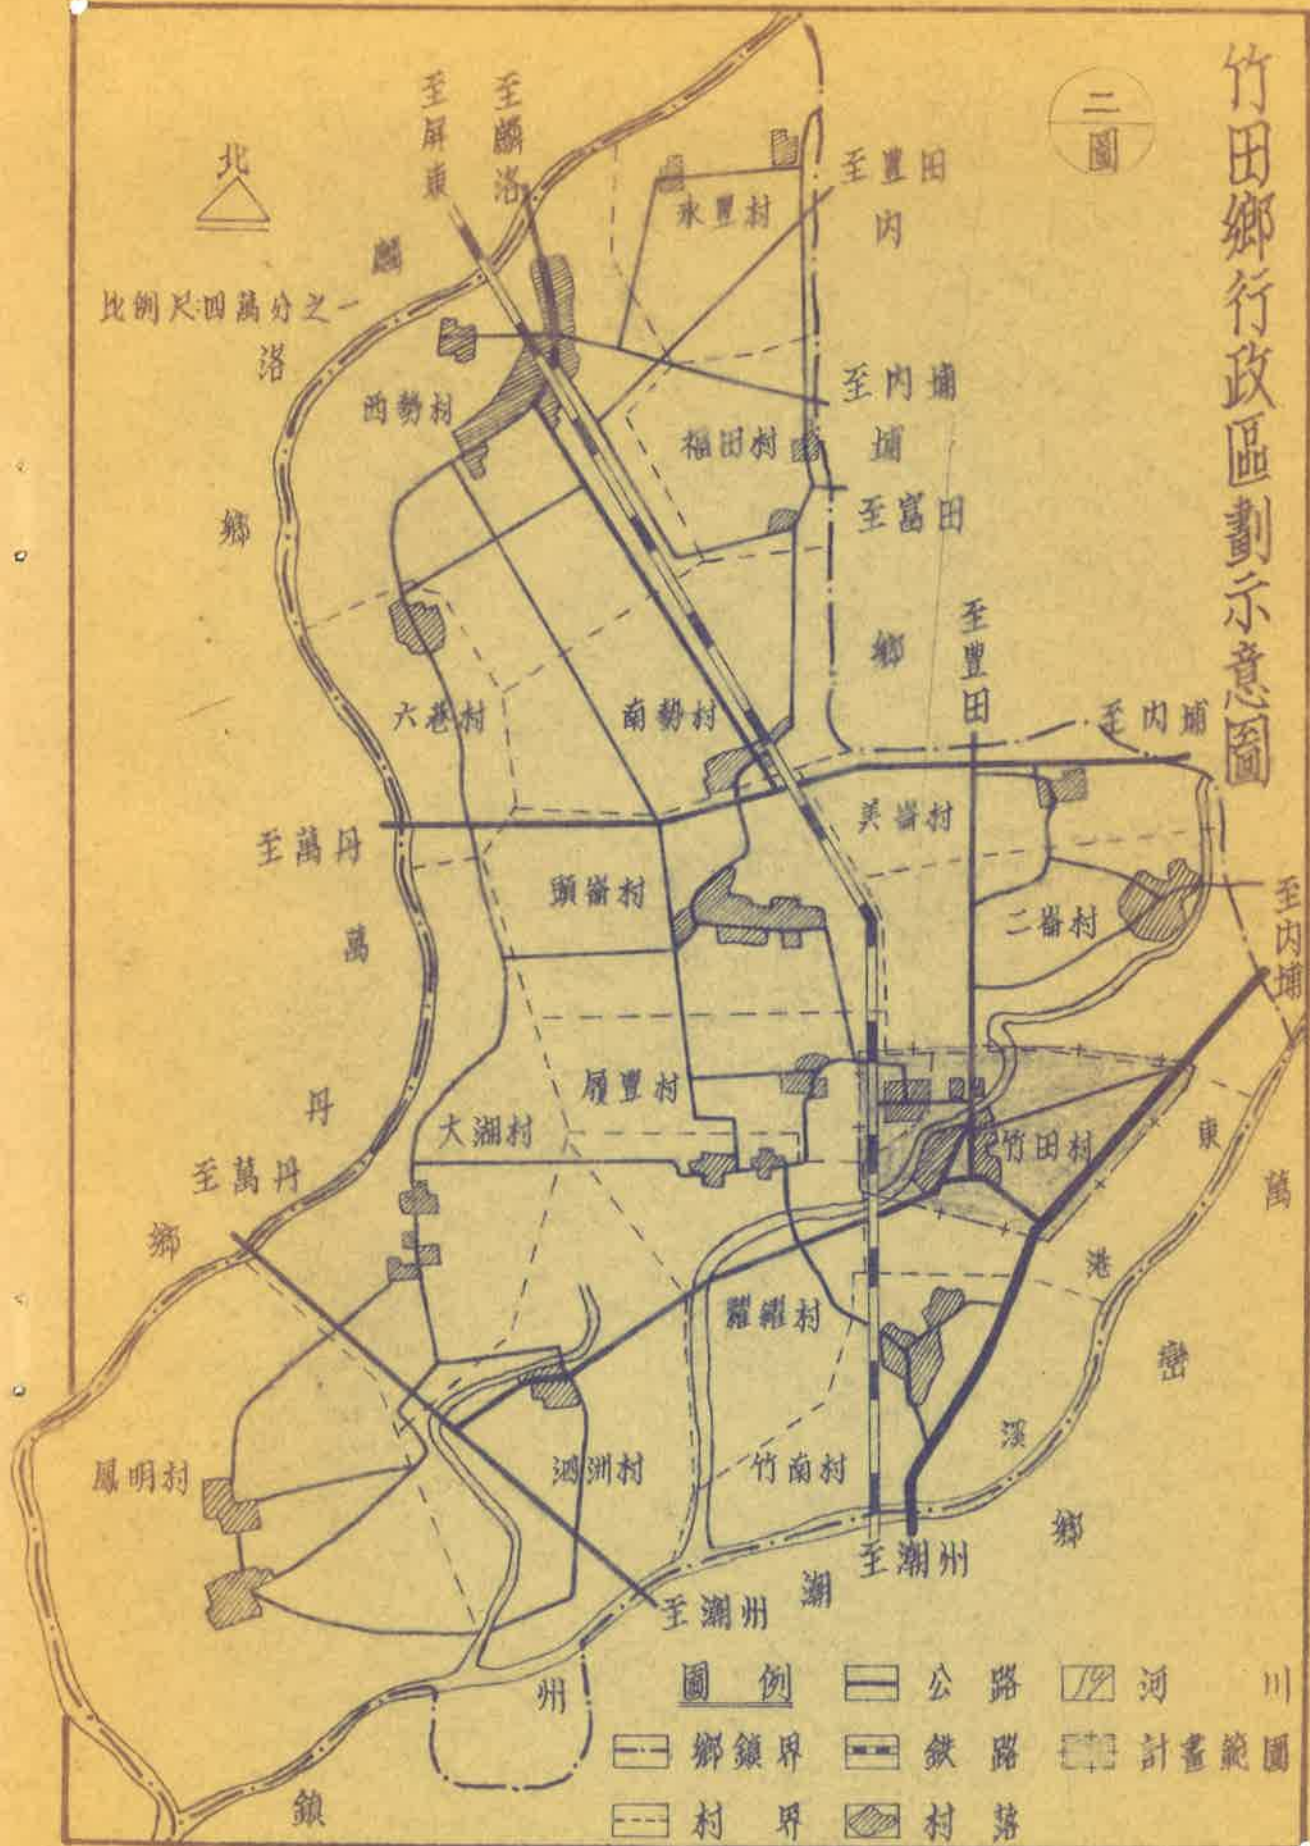 竹田鄉行政區劃示意圖
圖二
北
比例尺:四萬分之一
至屏東
至麟洛
至豐田
內
永豐村
麟
洛
鄉
西勢村
至內埔
埔
福田村
至富田
鄉
至豐田
至內埔
六巷村
南勢村
美崙村
至萬丹
頭崙村
二崙村
至內埔
萬
丹
鄉
履豐村
大湖村
竹田村
東
港
溪
萬
巒
鄉
至萬丹
糶糴村
鳳明村
泗洲村
竹南村
至潮州
至潮州
潮
州
鎮
圖例
公路
河川
鄉鎮界
鉄路
計畫範圍
村界
村落